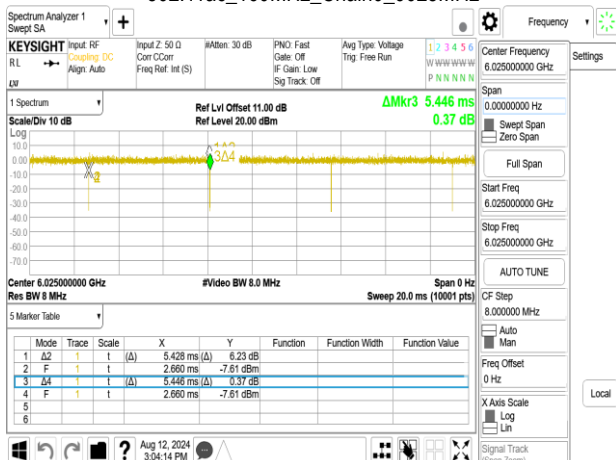 Spectrum Analyzer 1
Swept SA
Frequency
KEYSIGHT
Input: RF
Input Z: 50 Ω
#Atten: 30 dB
PNO: Fast
Avg Type: Voltage
1 2 3 4 5 6
RL
Coupling: DC
Corr CCorr
Gate: Off
Trig: Free Run
W W W W W W
Align: Auto
Freq Ref: Int (S)
IF Gain: Low
P N N N N N
Sig Track: Off
LXI
Center Frequency
6.025000000 GHz
Settings
1 Spectrum
Ref Lvl Offset 11.00 dB
ΔMkr3 5.446 ms
Scale/Div 10 dB
Ref Level 20.00 dBm
0.37 dB
Span
0.00000000 Hz
Swept Span
Zero Span
Log
10.0
0.00
-10.0
-20.0
-30.0
-40.0
-50.0
-60.0
-70.0
3Δ4
Full Span
Start Freq
6.025000000 GHz
Stop Freq
6.025000000 GHz
AUTO TUNE
Center 6.025000000 GHz
#Video BW 8.0 MHz
Span 0 Hz
Res BW 8 MHz
Sweep 20.0 ms (10001 pts)
CF Step
8.000000 MHz
Auto
Man
5 Marker Table
Mode Trace Scale X Y Function Function Width Function Value
1 Δ2 1 t (Δ) 5.428 ms (Δ) 6.23 dB
2 F 1 t 2.660 ms -7.61 dBm
3 Δ4 1 t (Δ) 5.446 ms (Δ) 0.37 dB
4 F 1 t 2.660 ms -7.61 dBm
5
6
Freq Offset
0 Hz
X Axis Scale
Log
Lin
Local
Signal Track
(Span Zoom)
?
Aug 12, 2024
3:04:14 PM